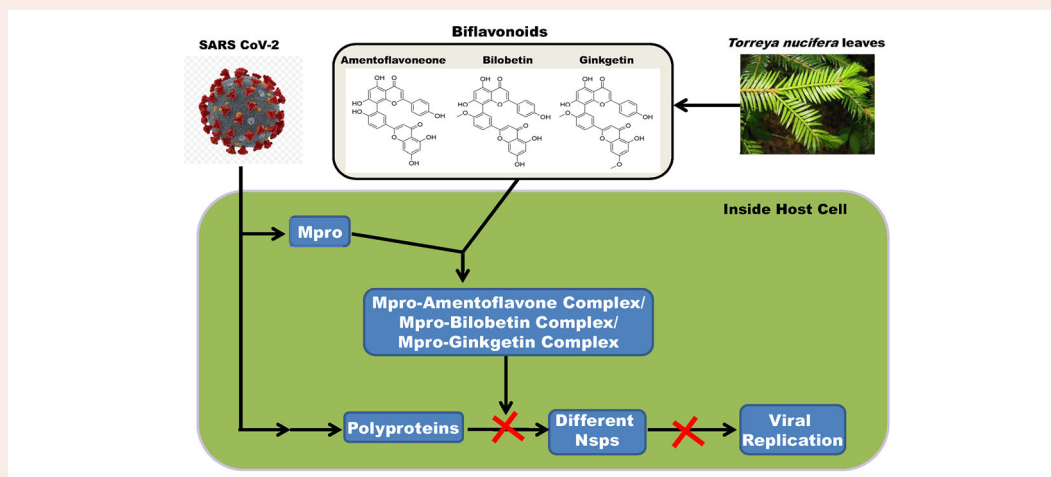 SARS CoV-2
Biflavonoids
Amentoflavoneone
Bilobetin
Ginkgetin
Torreya nucifera leaves
Inside Host Cell
Mpro
Mpro-Amentoflavone Complex/
Mpro-Bilobetin Complex/
Mpro-Ginkgetin Complex
Polyproteins
Different
Nsps
Viral
Replication